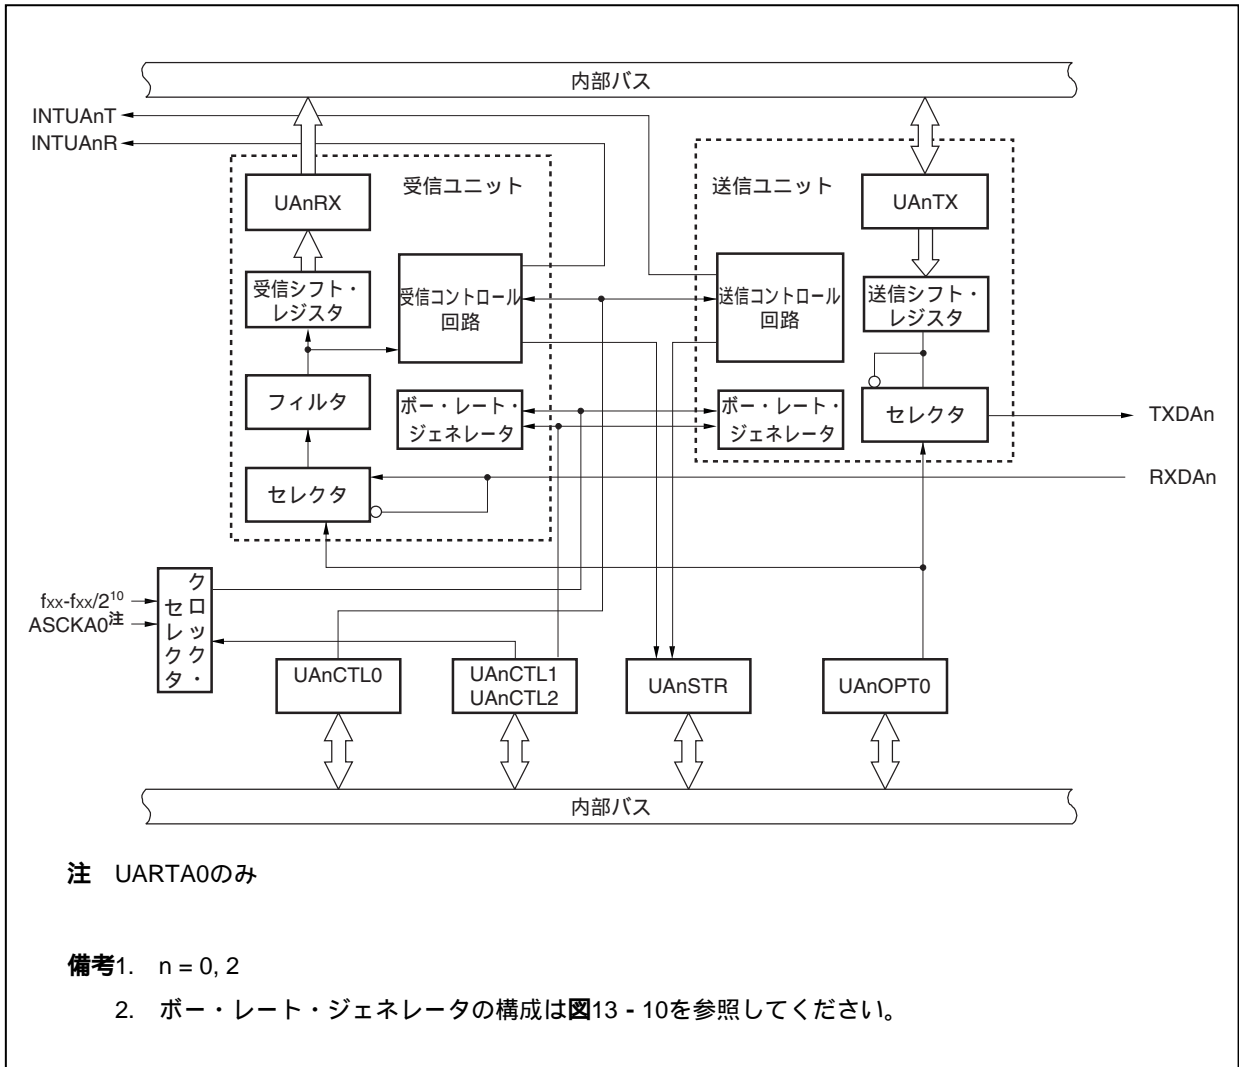 内部バス
INTUAnT
INTUAnR
受信ユニット
送信ユニット
UAnRX
UAnTX
受信シフト・
レジスタ
受信コントロール
回路
送信コントロール
回路
送信シフト・
レジスタ
フィルタ
ボー・レート・
ジェネレータ
ボー・レート・
ジェネレータ
セレクタ
TXDAn
セレクタ
RXDAn
fxx-fxx/2¹⁰
ASCKA0注
クロック・
セレクタ
UAnCTL0
UAnCTL1
UAnCTL2
UAnSTR
UAnOPT0
内部バス
注 UARTA0のみ
備考1. n = 0, 2
2. ボー・レート・ジェネレータの構成は図13 - 10を参照してください。